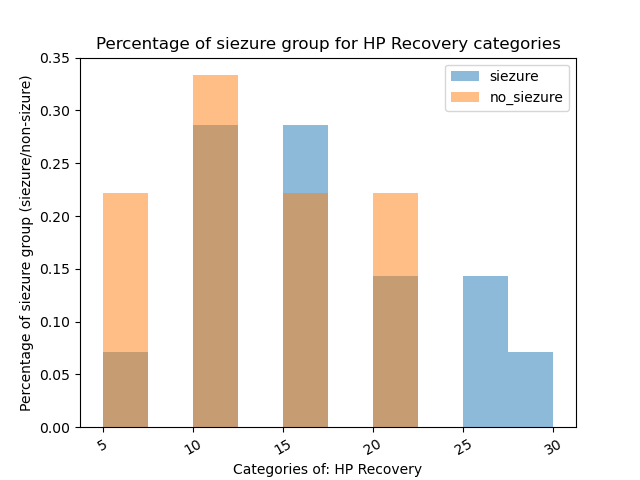 Percentage of siezure group for HP Recovery categories
siezure
no_siezure
Percentage of siezure group (siezure/non-sizure)
0.35
0.30
0.25
0.20
0.15
0.10
0.05
0.00
5
10
15
20
25
30
Categories of: HP Recovery